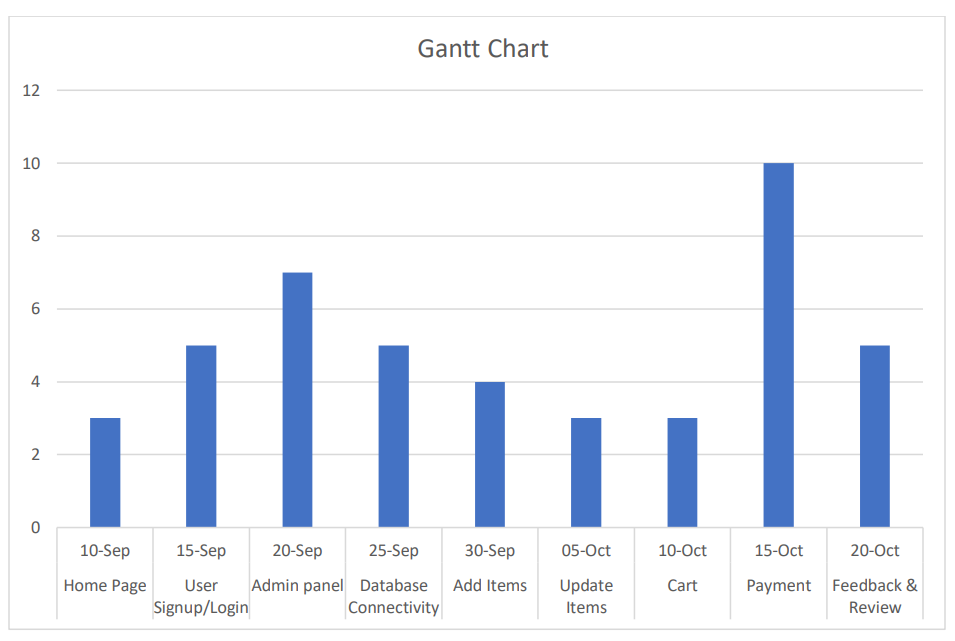 Gantt Chart
12
10
8
6
4
2
0
10-Sep 15-Sep 20-Sep 25-Sep 30-Sep 05-Oct 10-Oct 15-Oct 20-Oct
Home Page User Admin panel Database Add Items Update Cart Payment Feedback &
Signup/Login Connectivity Items Review